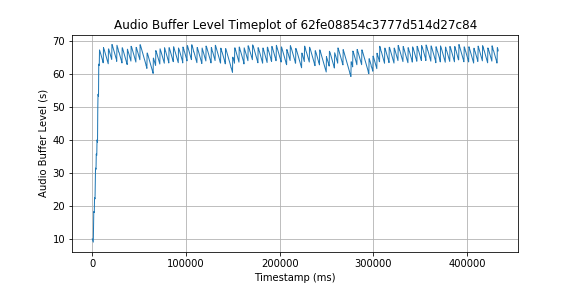 Audio Buffer Level Timeplot of 62fe08854c3777d514d27c84
Audio Buffer Level (s)
70
60
50
40
30
20
10
0 100000 200000 300000 400000
Timestamp (ms)